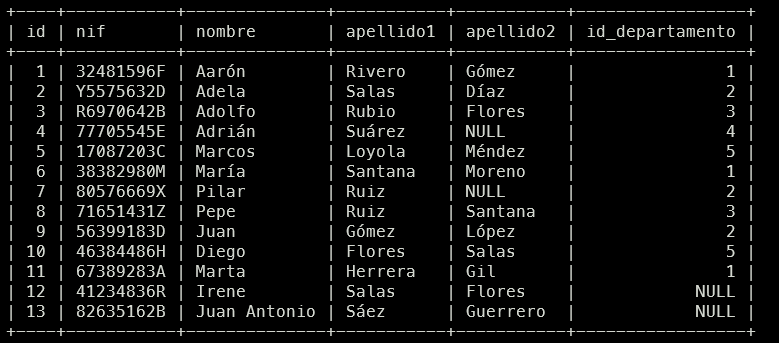 +----+-----------+--------------+-----------+-----------+-----------------+
| id | nif       | nombre       | apellido1 | apellido2 | id_departamento |
+----+-----------+--------------+-----------+-----------+-----------------+
|  1 | 32481596F | Aarón        | Rivero    | Gómez     |               1 |
|  2 | Y5575632D | Adela        | Salas     | Díaz      |               2 |
|  3 | R6970642B | Adolfo       | Rubio     | Flores    |               3 |
|  4 | 77705545E | Adrián       | Suárez    | NULL      |               4 |
|  5 | 17087203C | Marcos       | Loyola    | Méndez    |               5 |
|  6 | 38382980M | María        | Santana   | Moreno    |               1 |
|  7 | 80576669X | Pilar        | Ruiz      | NULL      |               2 |
|  8 | 71651431Z | Pepe         | Ruiz      | Santana   |               3 |
|  9 | 56399183D | Juan         | Gómez     | López     |               2 |
| 10 | 46384486H | Diego        | Flores    | Salas     |               5 |
| 11 | 67389283A | Marta        | Herrera   | Gil       |               1 |
| 12 | 41234836R | Irene        | Salas     | Flores    |            NULL |
| 13 | 82635162B | Juan Antonio | Sáez      | Guerrero  |            NULL |
+----+-----------+--------------+-----------+-----------+-----------------+